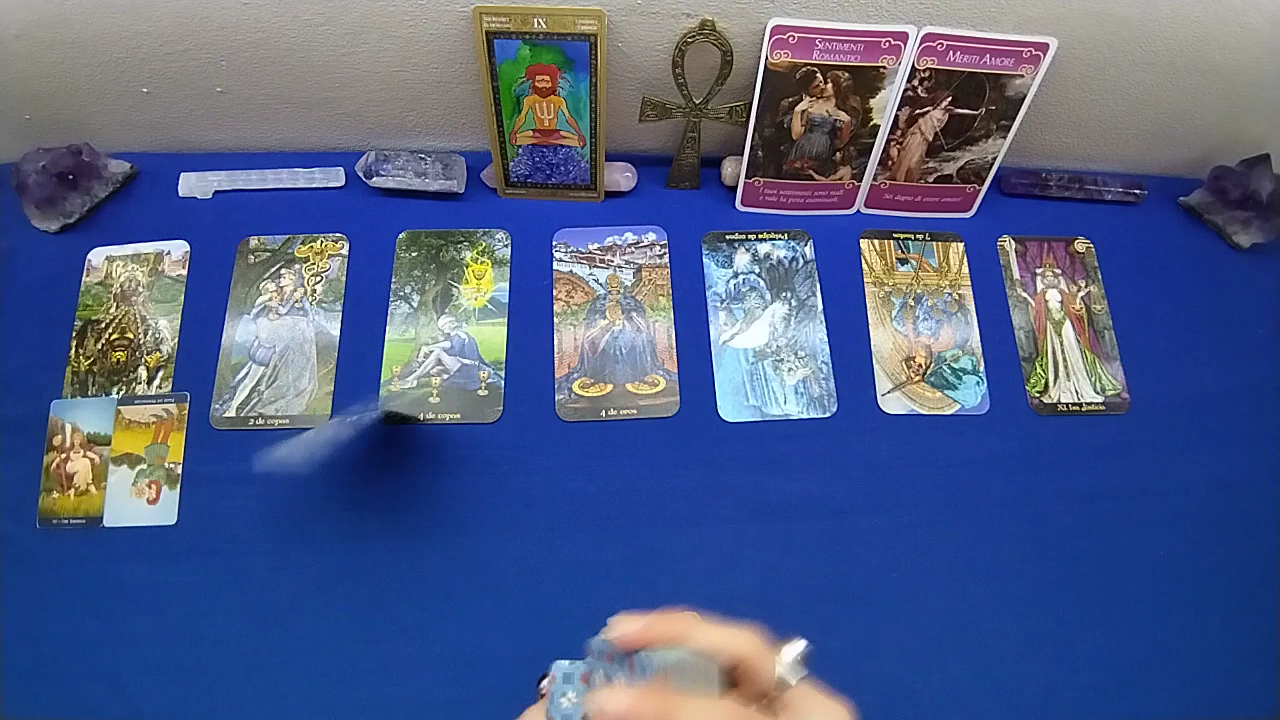 IX
SENTIMENTI
ROMANTICI
I tuoi sentimenti sono reali
e vale la pena esaminarli.
MERITI AMORE
Sei degno di essere amato!
2 de copas
4 de copas
4 de oros
Príncipe de copas
7 de bastos
XI. La Justicia